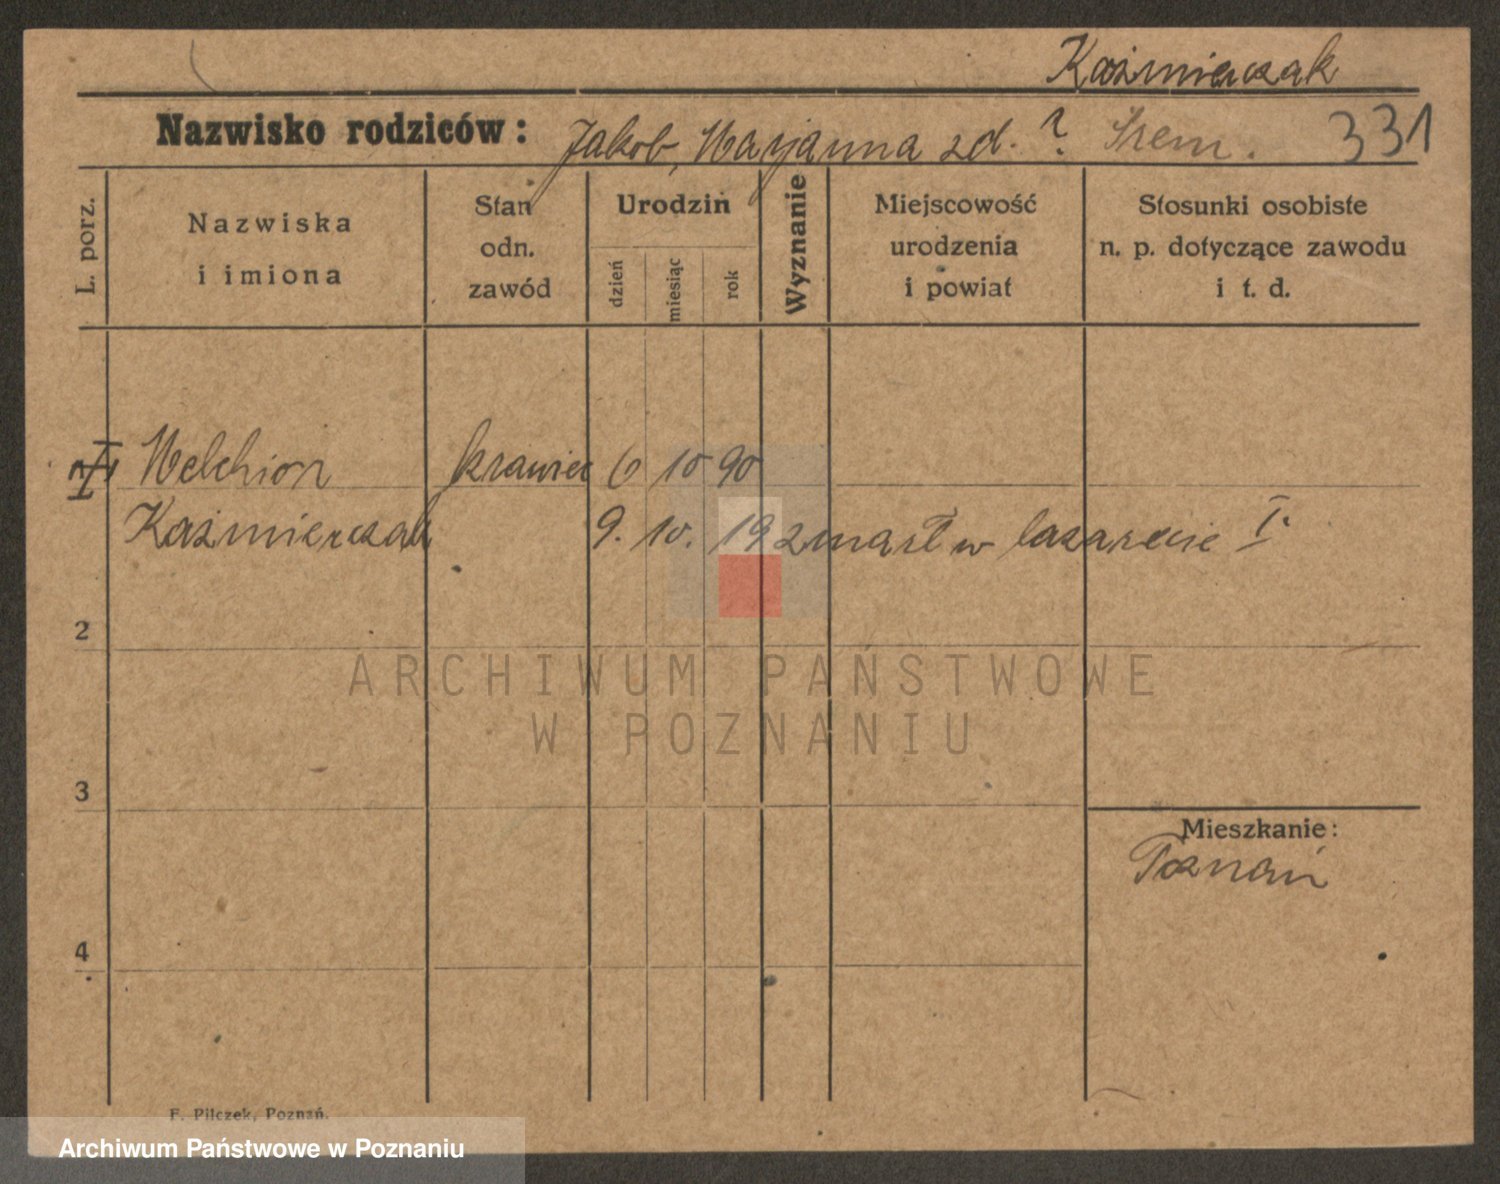 Kaźmierczak
Nazwisko rodziców: Jakob, Maryanna zd. ? Srem. 331
L. porz.
Nazwiska
i imiona
Stan
odn.
zawód
Urodzin
dzień
miesiąc
rok
Wyznanie
Miejscowość
urodzenia
i powiat
Stosunki osobiste
n. p. dotyczące zawodu
i t. d.
Melchior krawiec 6 10 90
Kaźmierczak 9. 10. 19 zmarł w lazarecie I.
2
3
4
Mieszkanie:
Poznań
F. Pilczek, Poznań.
ARCHIWUM PAŃSTWOWE
W POZNANIU
Archiwum Państwowe w Poznaniu